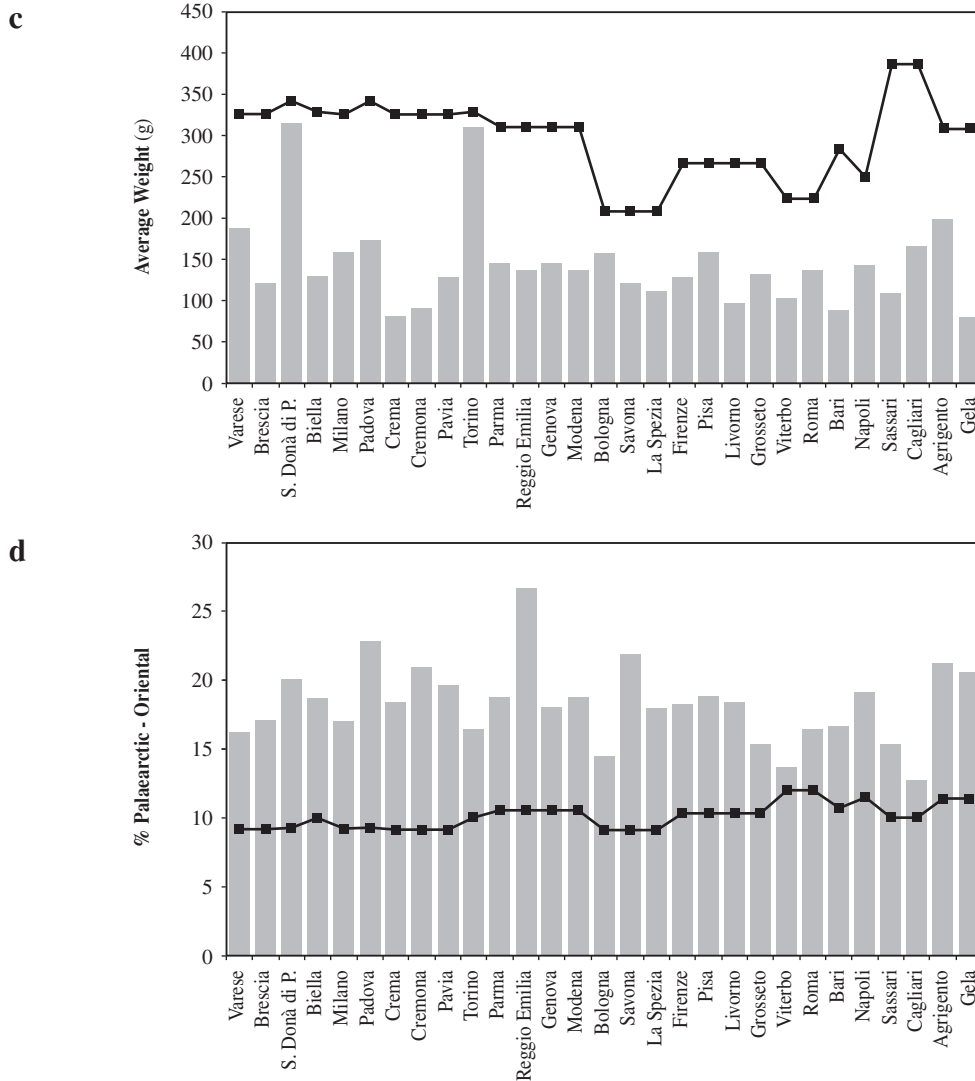 c
Average Weight (g)
450
400
350
300
250
200
150
100
50
0
Varese
Brescia
S. Donà di P.
Biella
Milano
Padova
Crema
Cremona
Pavia
Torino
Parma
Reggio Emilia
Genova
Modena
Bologna
Savona
La Spezia
Firenze
Pisa
Livorno
Grosseto
Viterbo
Roma
Bari
Napoli
Sassari
Cagliari
Agrigento
Gela
d
% Palaearctic - Oriental
30
25
20
15
10
5
0
Varese
Brescia
S. Donà di P.
Biella
Milano
Padova
Crema
Cremona
Pavia
Torino
Parma
Reggio Emilia
Genova
Modena
Bologna
Savona
La Spezia
Firenze
Pisa
Livorno
Grosseto
Viterbo
Roma
Bari
Napoli
Sassari
Cagliari
Agrigento
Gela